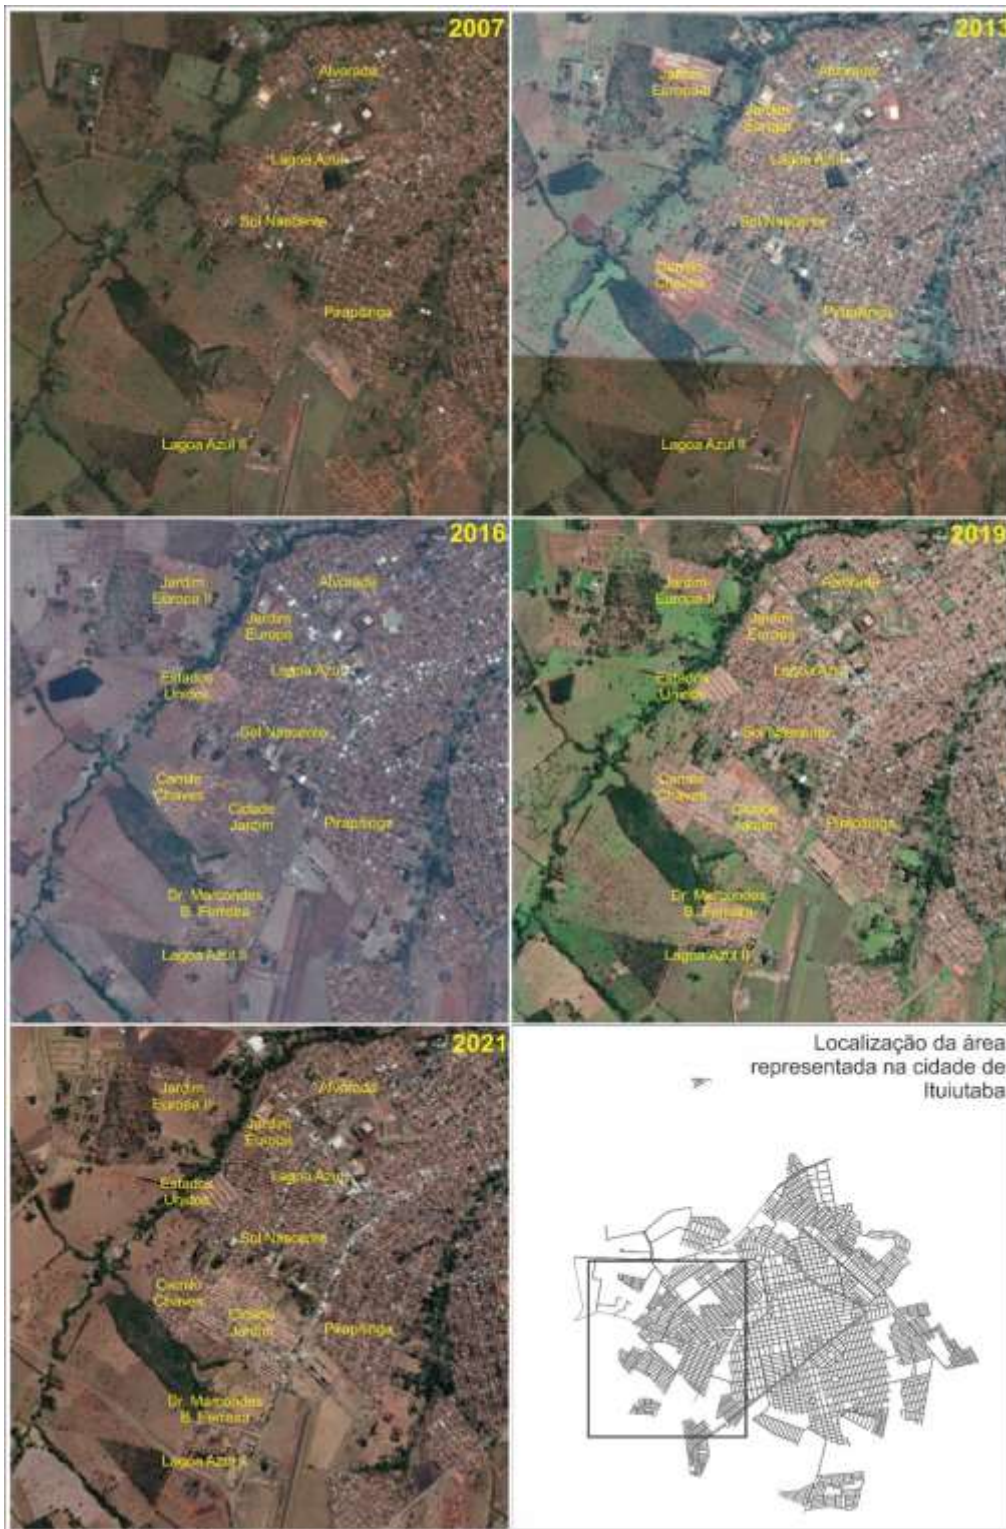 2007
Alvorada
Lagoa Azul
Sol Nascente
Pirapitinga
Lagoa Azul II
2013
Jardim
Europa II
Alvorada
Jardim
Europa
Lagoa Azul
Sol Nascente
Camilo
Chaves
Pirapitinga
Lagoa Azul II
2016
Jardim
Europa II
Alvorada
Jardim
Europa
Lagoa Azul
Estados
Unidos
Sol Nascente
Camilo
Chaves
Cidade
Jardim
Pirapitinga
Dr. Marcondes
B. Ferreira
Lagoa Azul II
2019
Jardim
Europa II
Alvorada
Jardim
Europa
Lagoa Azul
Estados
Unidos
Sol Nascente
Camilo
Chaves
Cidade
Jardim
Pirapitinga
Dr. Marcondes
B. Ferreira
Lagoa Azul II
2021
Jardim
Europa II
Alvorada
Jardim
Europa
Lagoa Azul
Estados
Unidos
Sol Nascente
Camilo
Chaves
Cidade
Jardim
Pirapitinga
Dr. Marcondes
B. Ferreira
Lagoa Azul II
Localização da área
representada na cidade de
Ituiutaba